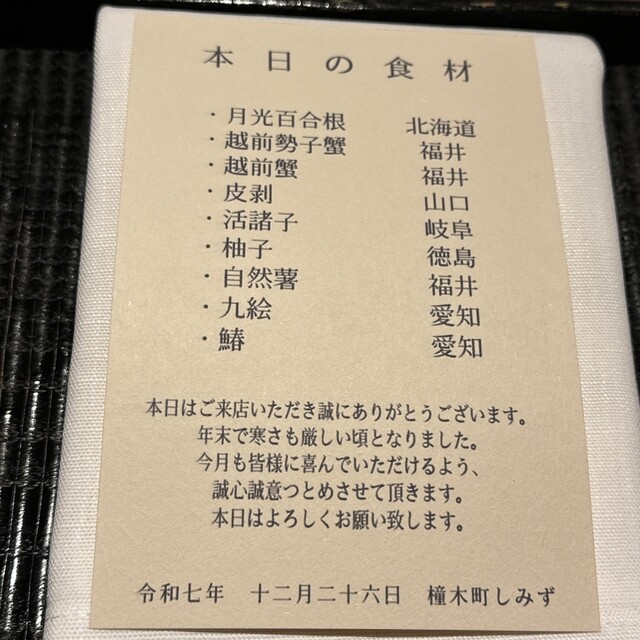 本日の食材
・月光百合根 北海道
・越前勢子蟹 福井
・越前蟹 福井
・皮剥 山口
・活諸子 岐阜
・柚子 徳島
・自然薯 福井
・九絵 愛知
・鰆 愛知
本日はご来店いただき誠にありがとうございます。
年末で寒さも厳しい頃となりました。
今月も皆様に喜んでいただけるよう、
誠心誠意つとめさせて頂きます。
本日はよろしくお願い致します。
令和七年 十二月二十六日 橦木町しみず